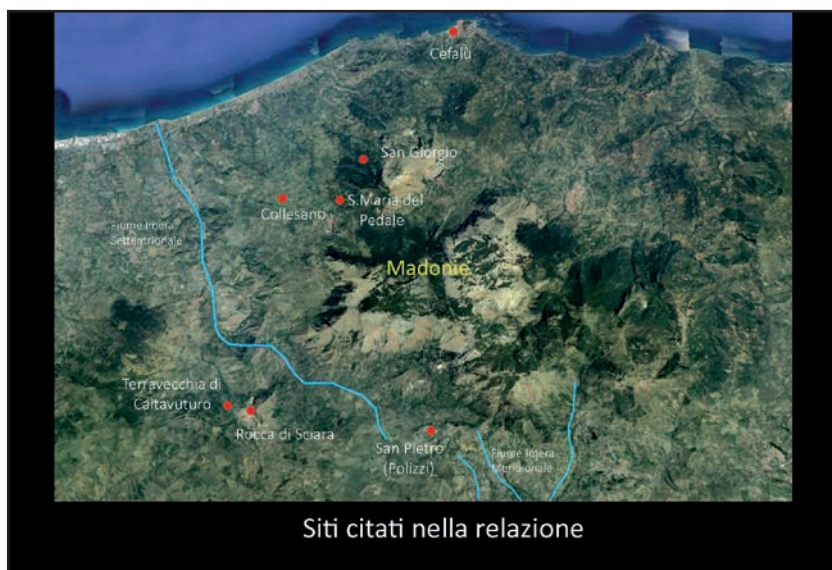 Cefalù
San Giorgio
Collesano
S.Maria del
Pedale
Fiume Imera
Settentrionale
Madonie
Terravecchia di
Caltavuturo
Rocca di Sciara
San Pietro
(Polizzi)
Fiume Imera
Meridionale
Siti citati nella relazione